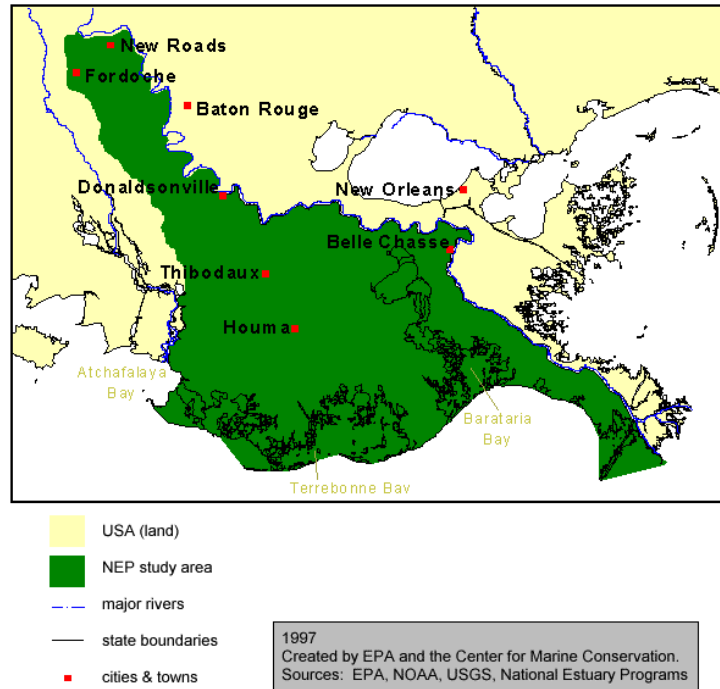 New Roads
Fordoche
Baton Rouge
Donaldsonville
New Orleans
Belle Chasse
Thibodaux
Houma
Atchafalaya
Bay
Barataria
Bay
Terrebonne Bay
USA (land)
NEP study area
major rivers
state boundaries
cities & towns
1997
Created by EPA and the Center for Marine Conservation.
Sources: EPA, NOAA, USGS, National Estuary Programs